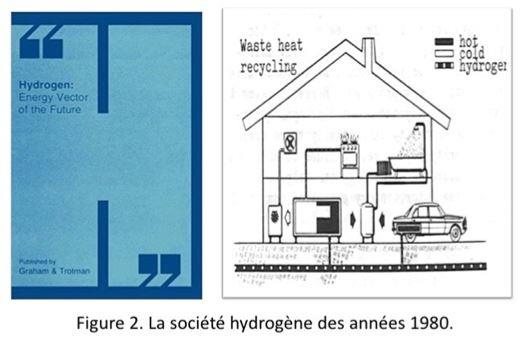 Hydrogen:
Energy Vector
of the Future
Published by
Graham & Trotman
Waste heat
recycling
hot
cold
hydrogen
Figure 2. La société hydrogène des années 1980.